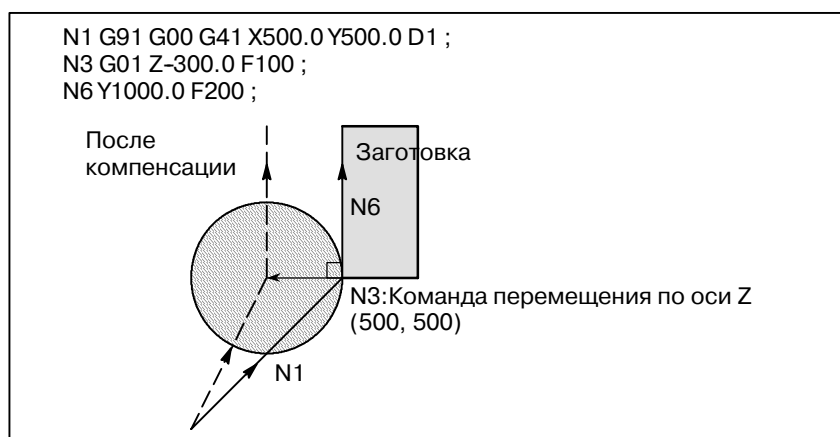 N1 G91 G00 G41 X500.0 Y500.0 D1 ;
N3 G01 Z-300.0 F100 ;
N6 Y1000.0 F200 ;
После
компенсации
Заготовка
N6
N3:Команда перемещения по оси Z
(500, 500)
N1